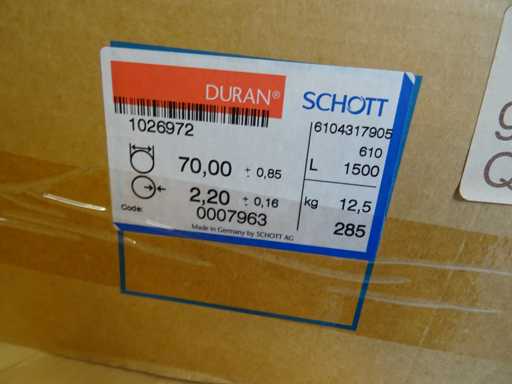 DURAN®
SCHOTT
1026972
6104317905
610
70,00 ± 0,85
L 1500
2,20 ± 0,16
kg 12,5
Code: 0007963
285
Made in Germany by SCHOTT AG